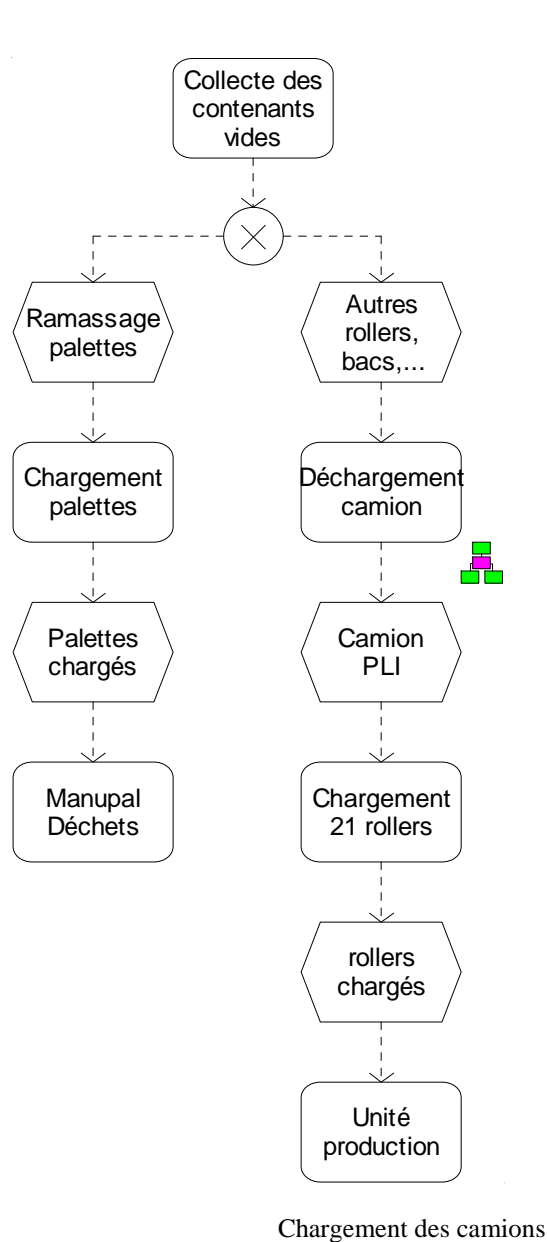 Collecte des
contenants
vides
Ramassage
palettes
Autres
rollers,
bacs,...
Chargement
palettes
Déchargement
camion
Palettes
chargés
Camion
PLI
Manupal
Déchets
Chargement
21 rollers
rollers
chargés
Unité
production
Chargement des camions